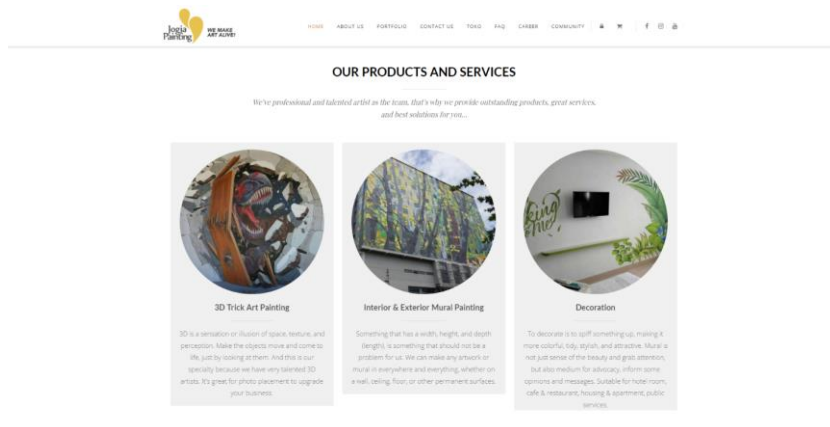 Jogja
Painting
WE MAKE
ART ALIVE!
HOME ABOUT US PORTFOLIO CONTACT US TOKO FAQ CAREER COMMUNITY
OUR PRODUCTS AND SERVICES
We've professional and talented artist as the team, that's why we provide outstanding products, great services,
and best solutions for you...
king
Me
3D Trick Art Painting
3D is a sensation or illusion of space, texture, and
perception. Make the objects move and come to
life, just by looking at them. And this is our
specialty because we have very talented 3D
artists. It's great for photo placement to upgrade
your business
Interior & Exterior Mural Painting
Something that has a width, height, and depth
(length), is something that should not be a
problem for us. We can make any artwork or
mural in everywhere and everything, whether on
a wall, ceiling, floor, or other permanent surfaces.
Decoration
To decorate is to spiff something up, making it
more colorful, tidy, stylish, and attractive. Mural is
not just sense of the beauty and grab attention,
but also medium for advocacy, inform some
opinions and messages. Suitable for hotel room,
cafe & restaurant, housing & apartment, public
services.